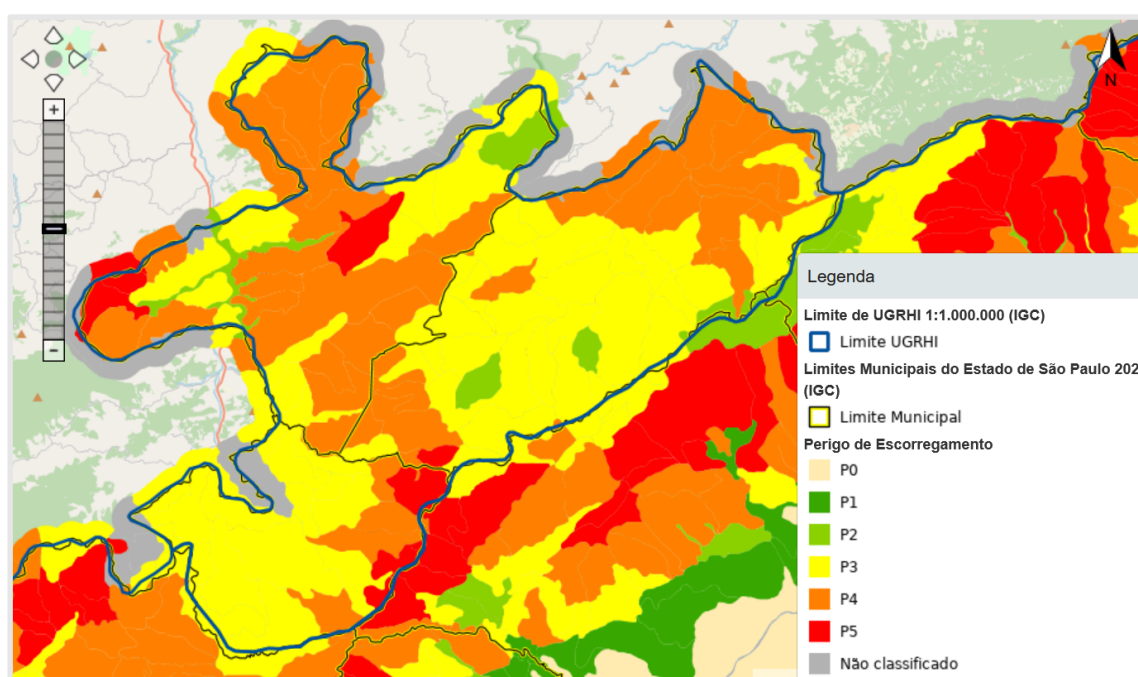 N
+
−
Legenda
Limite de UGRHI 1:1.000.000 (IGC)
Limite UGRHI
Limites Municipais do Estado de São Paulo 202
(IGC)
Limite Municipal
Perigo de Escorregamento
P0
P1
P2
P3
P4
P5
Não classificado